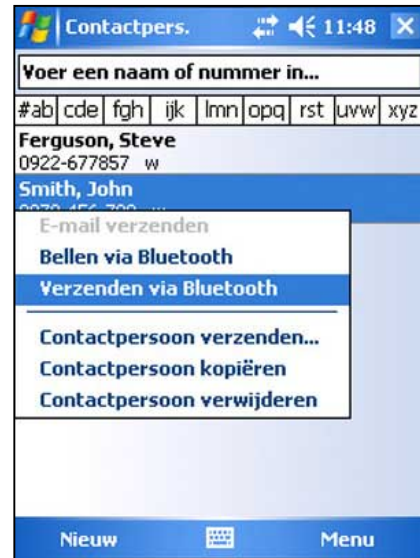 Contactpers. 11:48
Voer een naam of nummer in...
#ab cde fgh ijk lmn opq rst uvw xyz
Ferguson, Steve
0922-677857 w
Smith, John
E-mail verzenden
Bellen via Bluetooth
Verzenden via Bluetooth
Contactpersoon verzenden...
Contactpersoon kopiëren
Contactpersoon verwijderen
Nieuw Menu